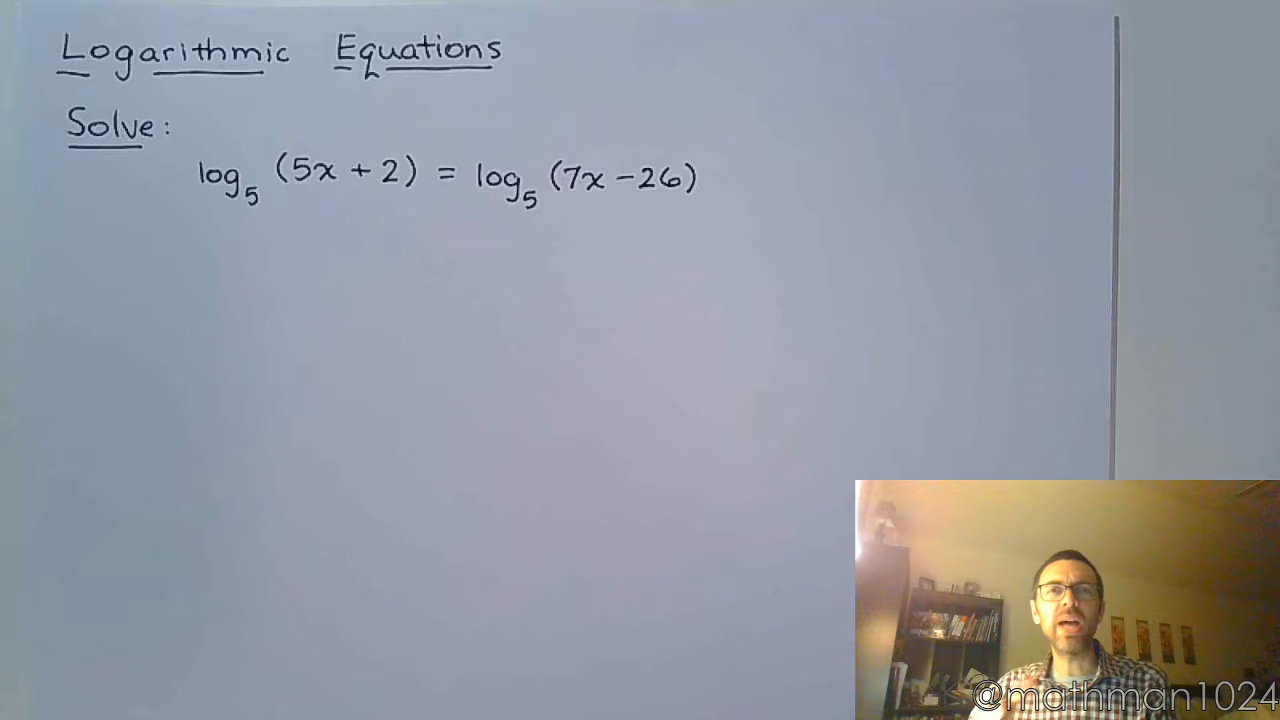 Logarithmic Equations
Solve:
log₅ (5x + 2) = log₅ (7x - 26)
@mathman1024